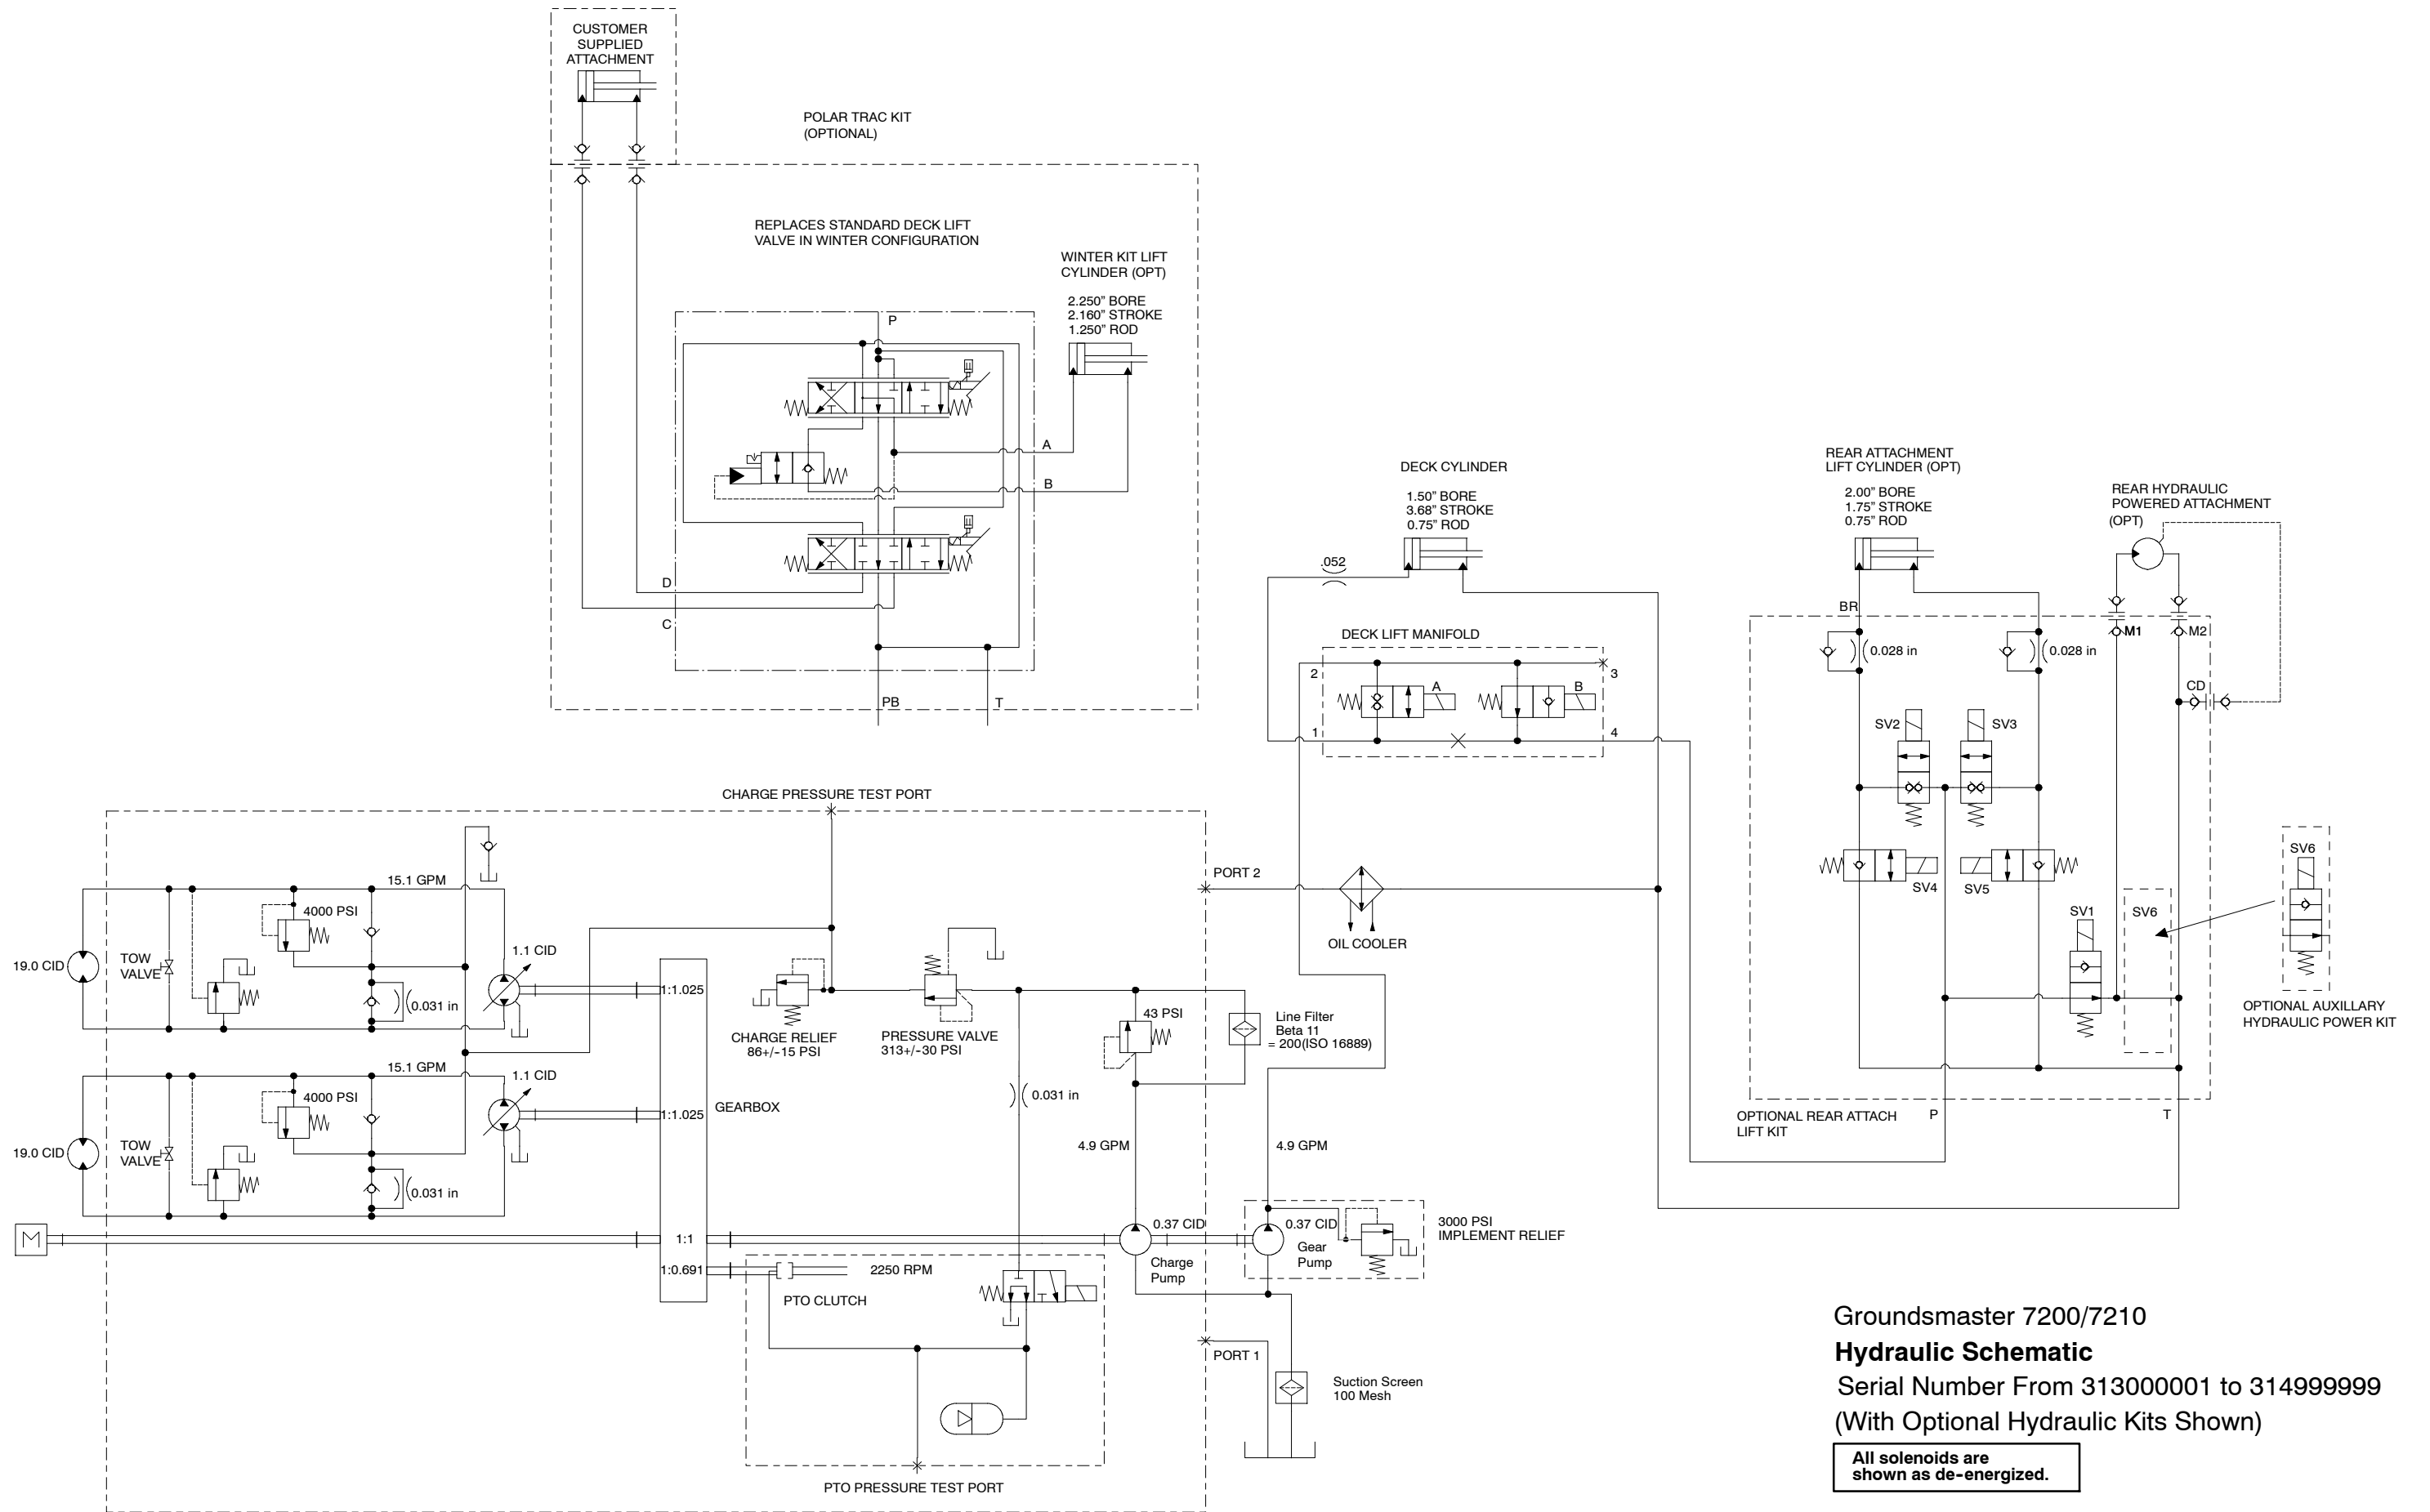 CUSTOMER
SUPPLIED
ATTACHMENT
POLAR TRAC KIT
(OPTIONAL)
REPLACES STANDARD DECK LIFT
VALVE IN WINTER CONFIGURATION
WINTER KIT LIFT
CYLINDER (OPT)
2.250” BORE
2.160” STROKE
1.250” ROD
P
A
B
D
C
PB
T
DECK CYLINDER
1.50” BORE
3.68” STROKE
0.75” ROD
.052
DECK LIFT MANIFOLD
2
3
A
B
1
4
REAR ATTACHMENT
LIFT CYLINDER (OPT)
2.00” BORE
1.75” STROKE
0.75” ROD
REAR HYDRAULIC
POWERED ATTACHMENT
(OPT)
BR
M1
M2
0.028 in
0.028 in
CD
SV2
SV3
SV4
SV5
SV1
SV6
SV6
OPTIONAL AUXILLARY
HYDRAULIC POWER KIT
OPTIONAL REAR ATTACH
LIFT KIT
P
T
CHARGE PRESSURE TEST PORT
PORT 2
OIL COOLER
15.1 GPM
4000 PSI
19.0 CID
TOW
VALVE
1.1 CID
0.031 in
1:1.025
CHARGE RELIEF
86+/-15 PSI
PRESSURE VALVE
313+/-30 PSI
43 PSI
Line Filter
Beta 11
= 200(ISO 16889)
15.1 GPM
4000 PSI
19.0 CID
TOW
VALVE
1.1 CID
0.031 in
1:1.025
GEARBOX
0.031 in
4.9 GPM
4.9 GPM
M
1:1
1:0.691
2250 RPM
PTO CLUTCH
0.37 CID
Charge
Pump
0.37 CID
Gear
Pump
3000 PSI
IMPLEMENT RELIEF
PORT 1
Suction Screen
100 Mesh
PTO PRESSURE TEST PORT
Groundsmaster 7200/7210
Hydraulic Schematic
Serial Number From 313000001 to 314999999
(With Optional Hydraulic Kits Shown)
All solenoids are
shown as de-energized.